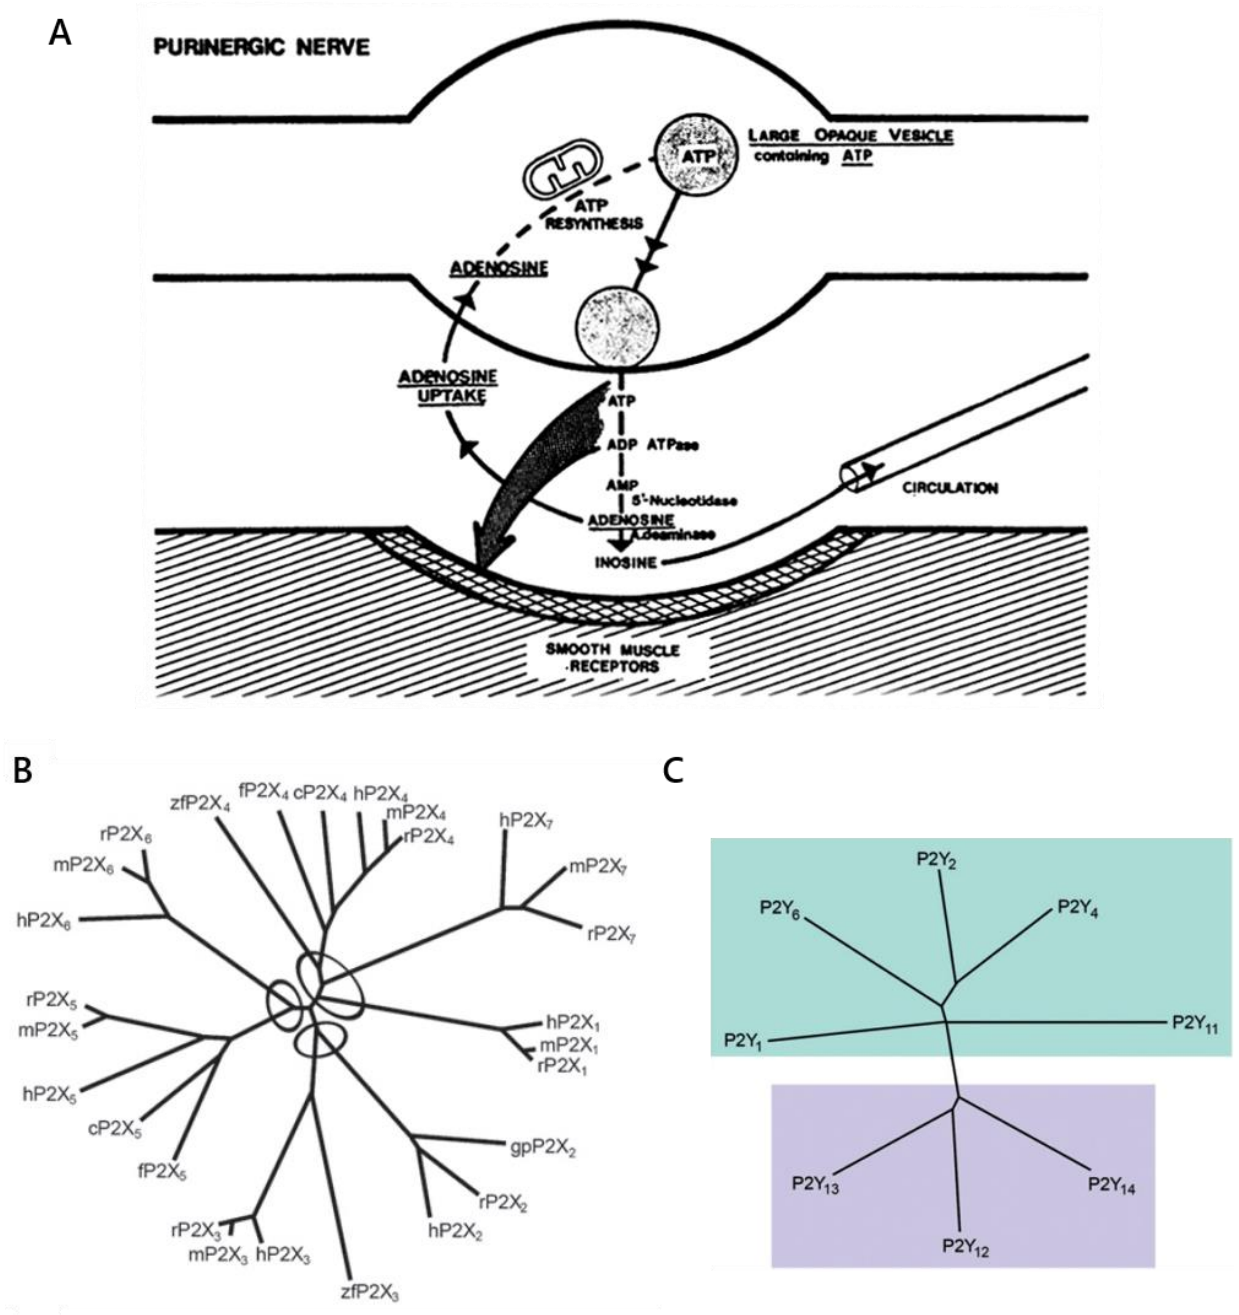 A
PURINERGIC NERVE
ATP
LARGE OPAQUE VESICLE
containing ATP
ATP
RESYNTHESIS
ADENOSINE
ADENOSINE
UPTAKE
ATP
ADP ATPase
AMP
5'-Nucleotidase
ADENOSINE
A.deaminase
INOSINE
CIRCULATION
SMOOTH MUSCLE
RECEPTORS
B
zfP2X4
fP2X4
cP2X4
hP2X4
mP2X4
rP2X4
hP2X7
mP2X7
rP2X7
rP2X6
mP2X6
hP2X6
rP2X5
mP2X5
hP2X5
cP2X5
fP2X5
hP2X1
mP2X1
rP2X1
gpP2X2
rP2X2
hP2X2
rP2X3
mP2X3
hP2X3
zfP2X3
C
P2Y2
P2Y6
P2Y4
P2Y1
P2Y11
P2Y13
P2Y14
P2Y12